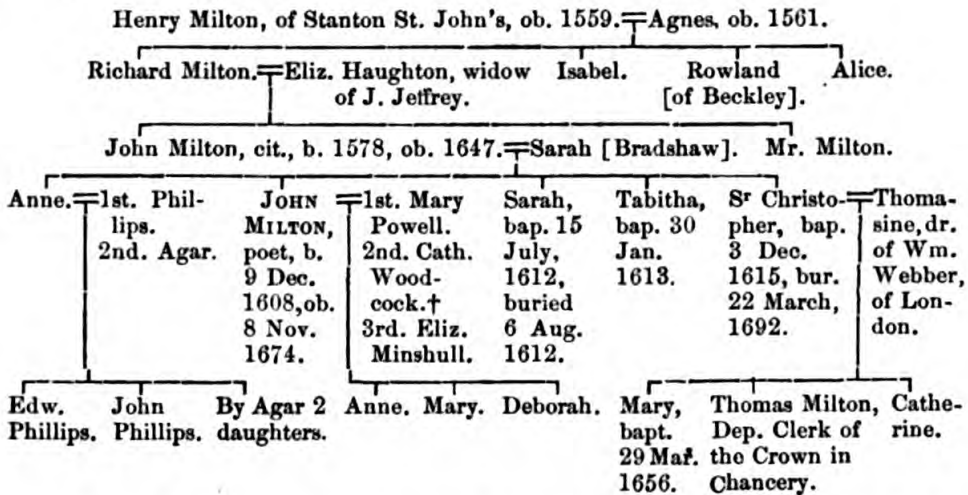 Henry Milton, of Stanton St. John's, ob. 1559.=Agnes, ob. 1561.
Richard Milton.=Eliz. Haughton, widow of J. Jeffrey.
Isabel.
Rowland
[of Beckley].
Alice.
John Milton, cit., b. 1578, ob. 1647.=Sarah [Bradshaw]. Mr. Milton.
Anne.=1st. Phil-
lips.
2nd. Agar.
JOHN
MILTON,
poet, b.
9 Dec.
1608, ob.
8 Nov.
1674.
=1st. Mary
Powell.
2nd. Cath.
Wood-
cock.†
3rd. Eliz.
Minshull.
Sarah,
bap. 15
July,
1612,
buried
6 Aug.
1612.
Tabitha,
bap. 30
Jan.
1613.
Sr Christo-
pher, bap.
3 Dec.
1615, bur.
22 March,
1692.
=Thoma-
sine, dr.
of Wm.
Webber,
of Lon-
don.
Edw.
Phillips.
John
Phillips.
By Agar 2
daughters.
Anne. Mary. Deborah.
Mary,
bapt.
29 Mar.
1656.
Thomas Milton,
Dep. Clerk of
the Crown in
Chancery.
Cathe-
rine.